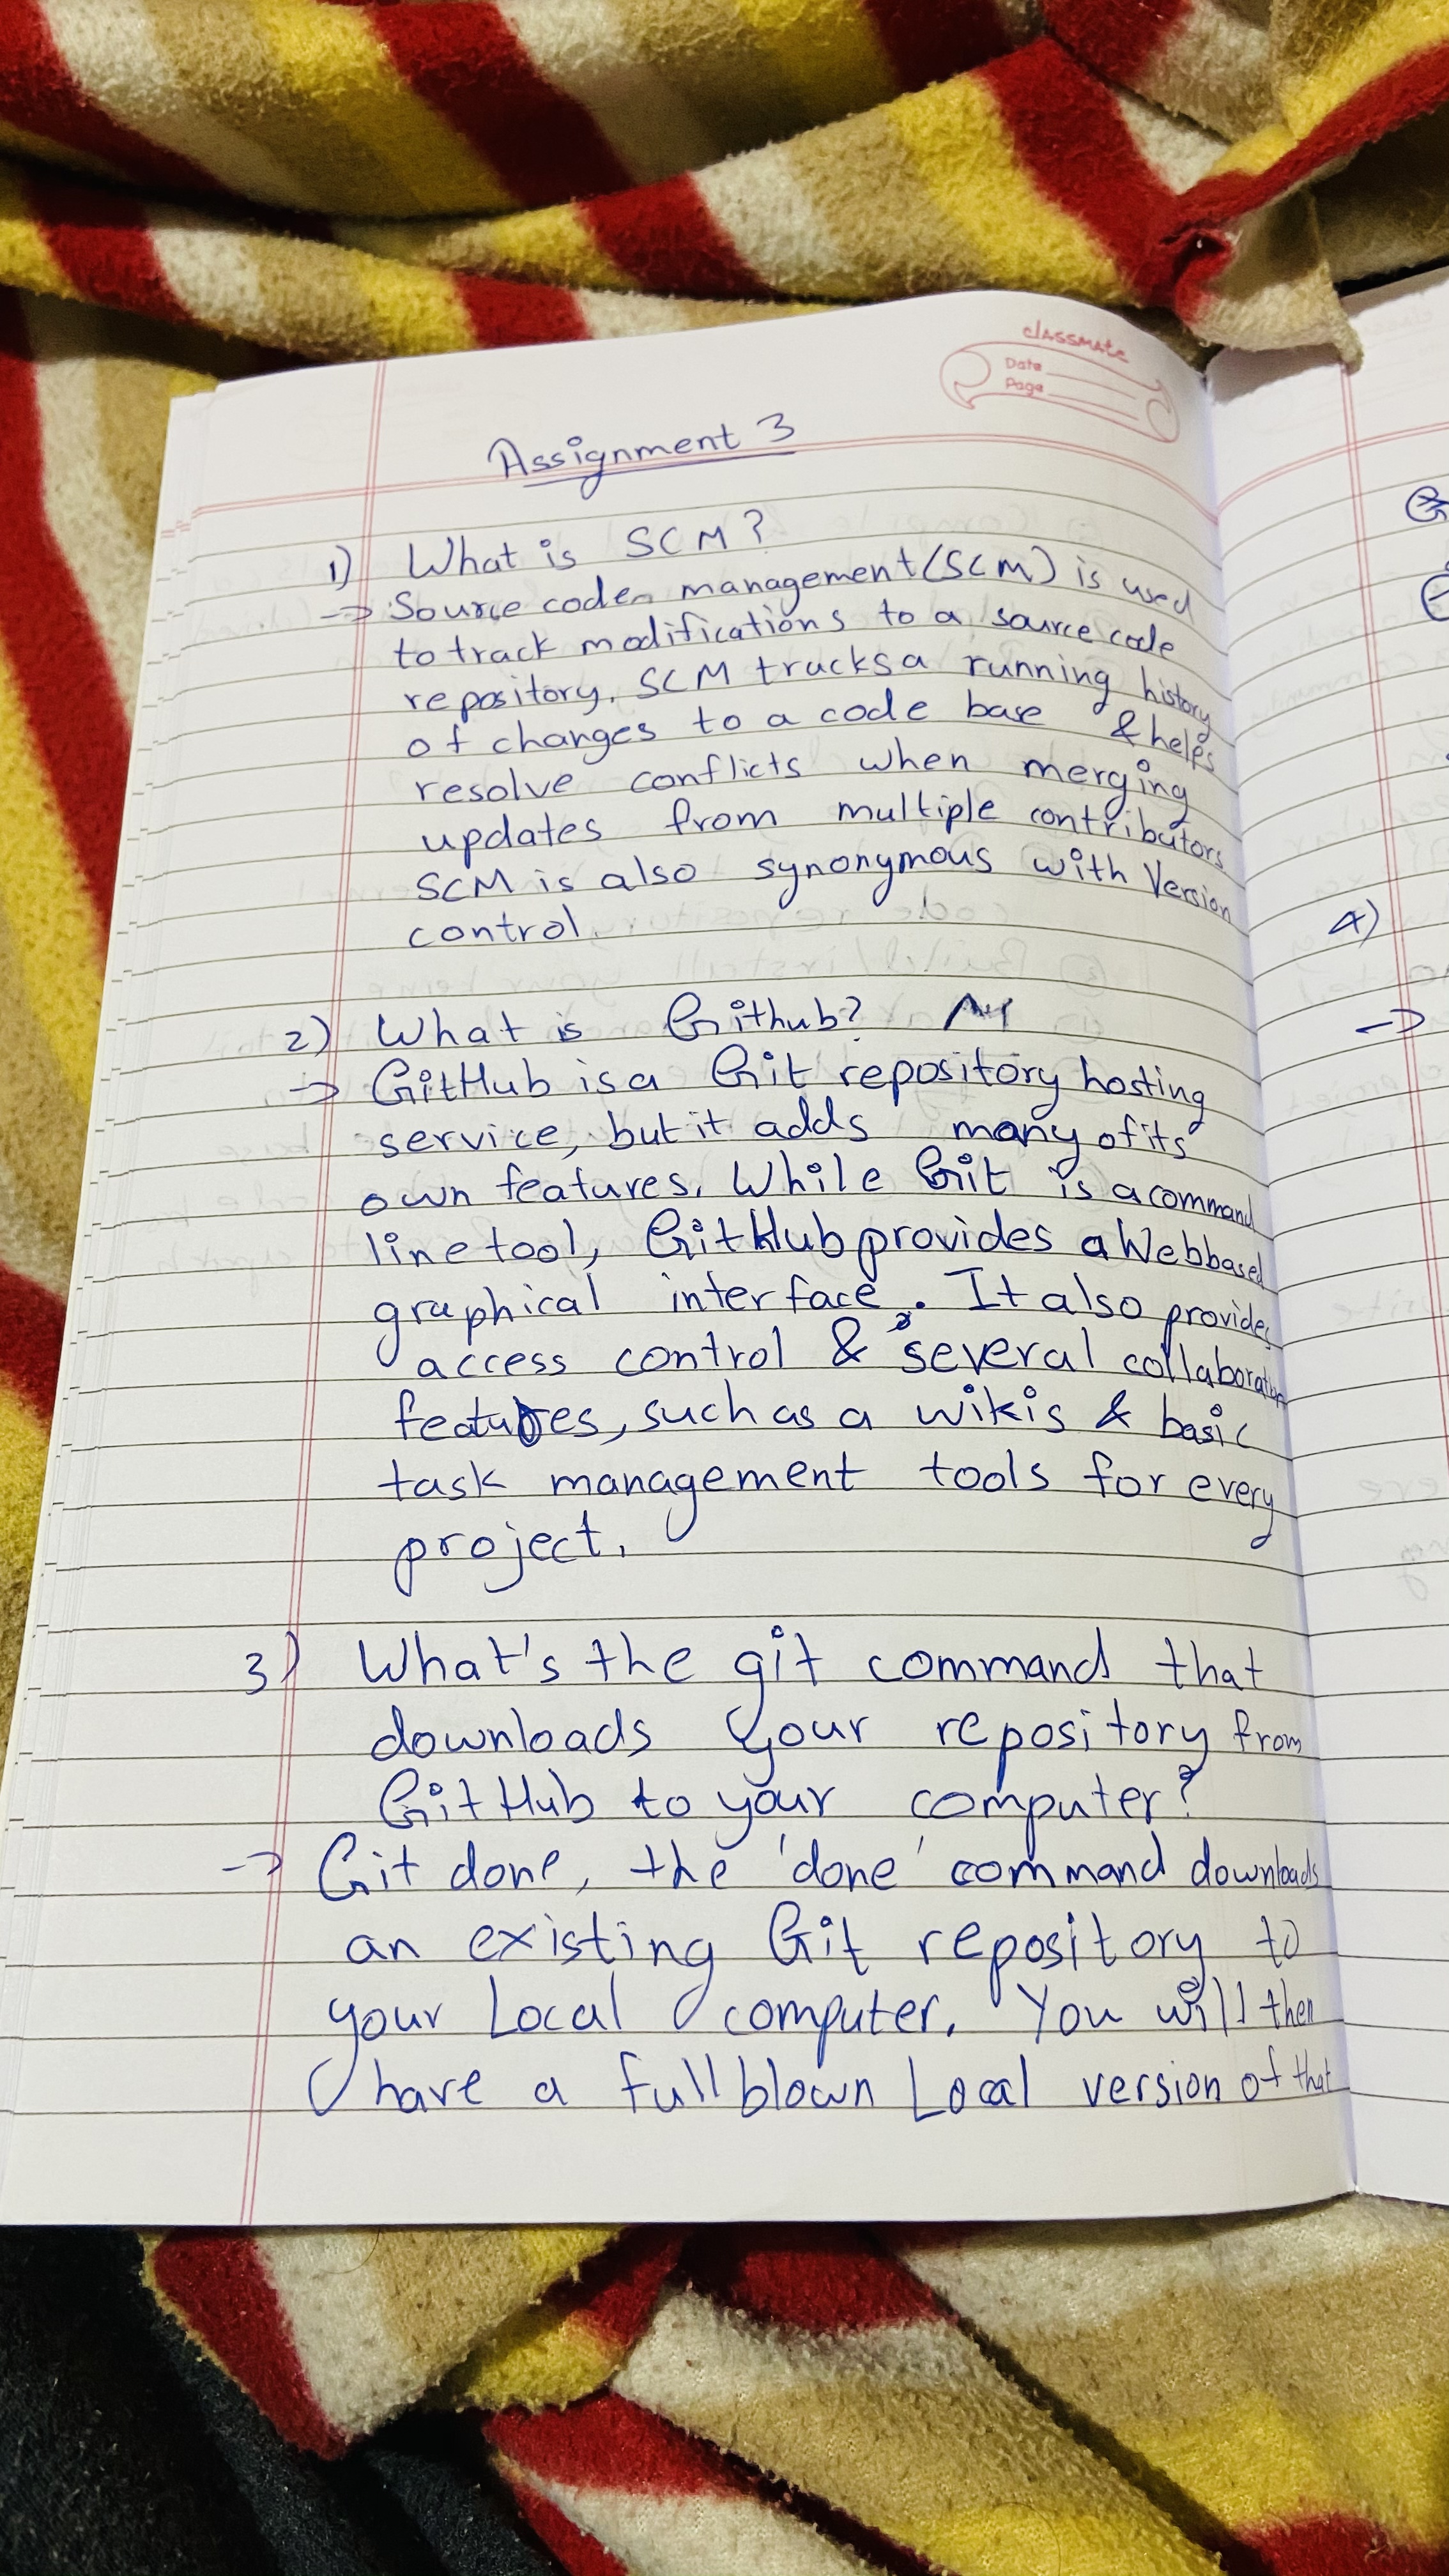 classmate
Date
Page
Assignment 3
1) What is SCM?
-> Source code management (SCM) is used
to track modifications to a source code
repository. SCM trucks a running history
of changes to a code base & helps
resolve conflicts when merging
updates from multiple contributors
SCM is also synonymous with Version
control.
2) What is Github?
-> GitHub is a Git repository hosting
service, but it adds many of its
own features. While Git is a command
line tool, GitHub provides a Webbased
graphical interface. It also provides
access control & several collaboration
features, such as a wikis & basic
task management tools for every
project.
3) What's the git command that
downloads your repository from
GitHub to your computer?
-> Git done, the 'done' command downloads
an existing Git repository to
your Local computer. You will then
have a full blown Local version of that
4)
->